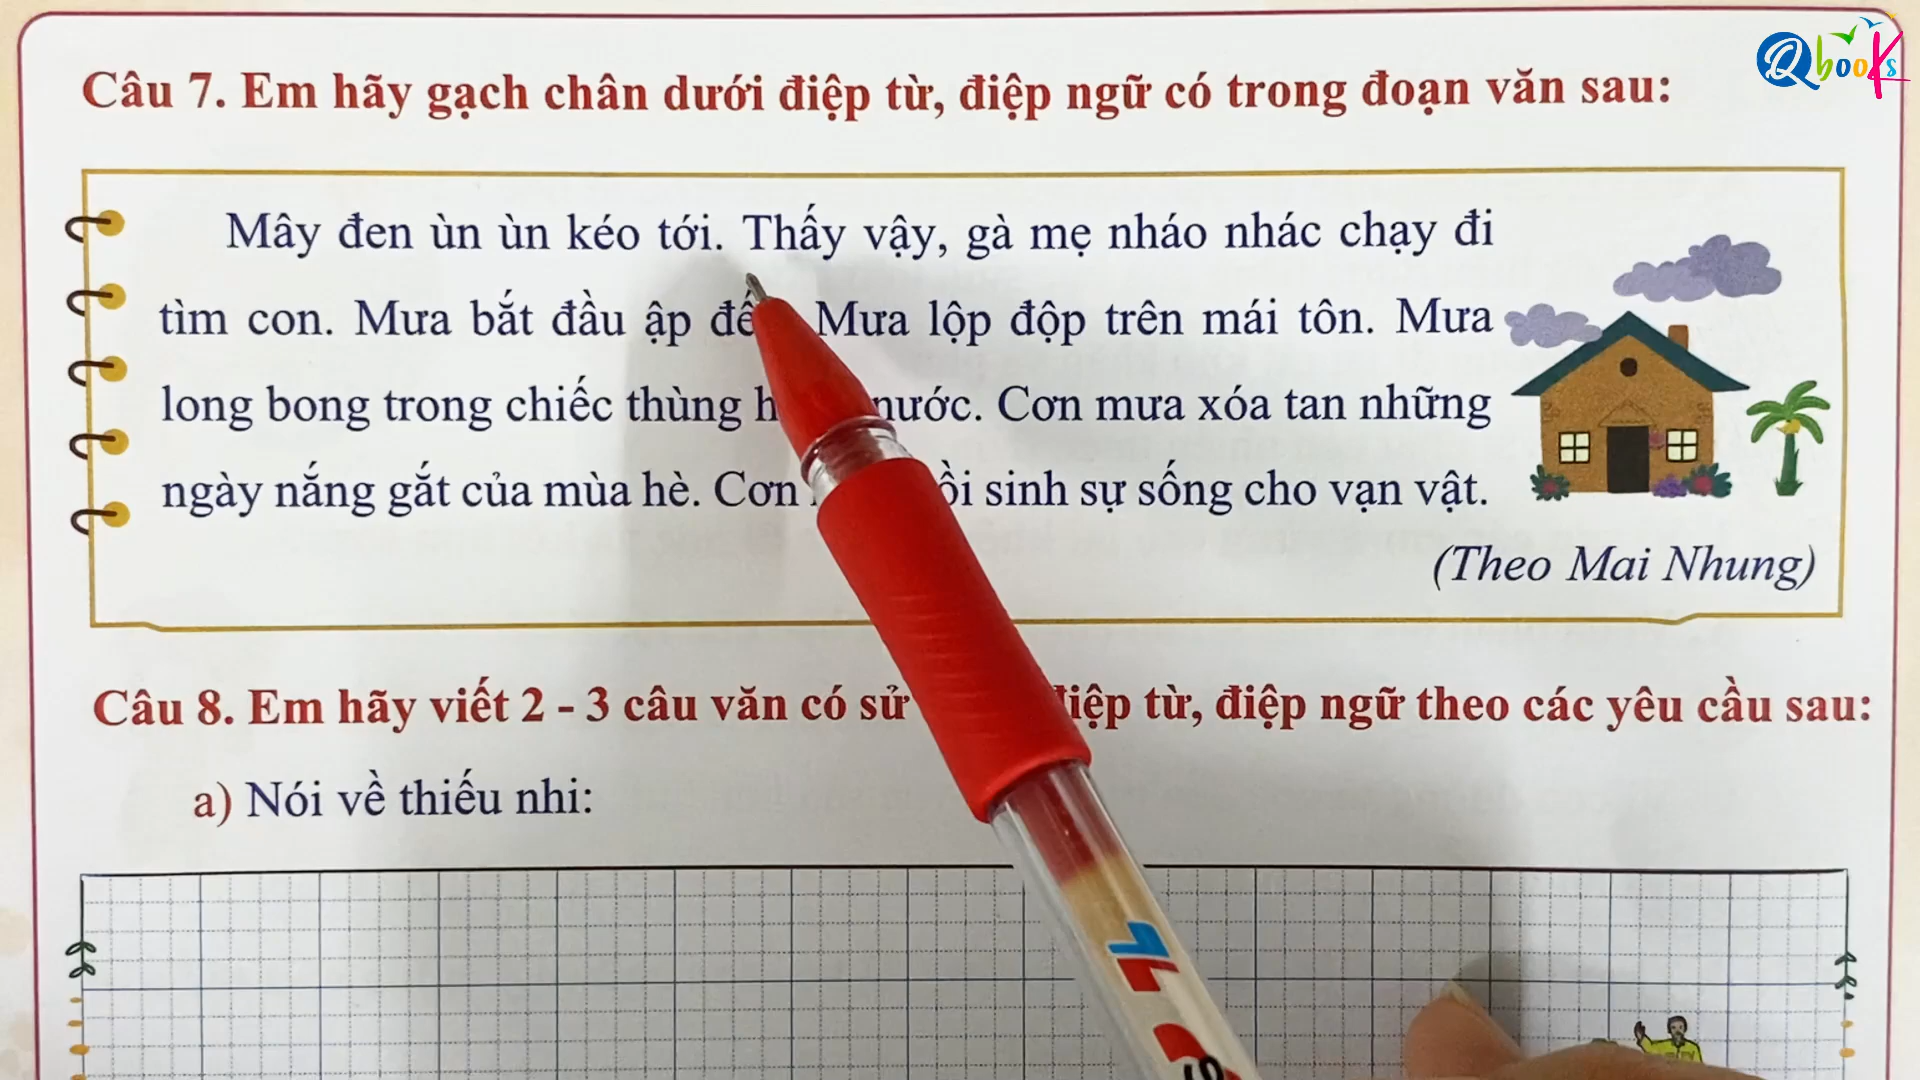 Qbooks
Câu 7. Em hãy gạch chân dưới điệp từ, điệp ngữ có trong đoạn văn sau:
Mây đen ùn ùn kéo tới. Thấy vậy, gà mẹ nháo nhác chạy đi
tìm con. Mưa bắt đầu ập Mưa lộp độp trên mái tôn. Mưa
long bong trong chiếc thùng nước. Cơn mưa xóa tan những
ngày nắng gắt của mùa hè. Cơn sinh sự sống cho vạn vật.
(Theo Mai Nhung)
Câu 8. Em hãy viết 2 - 3 câu văn có sử điệp từ, điệp ngữ theo các yêu cầu sau:
a) Nói về thiếu nhi:
TL